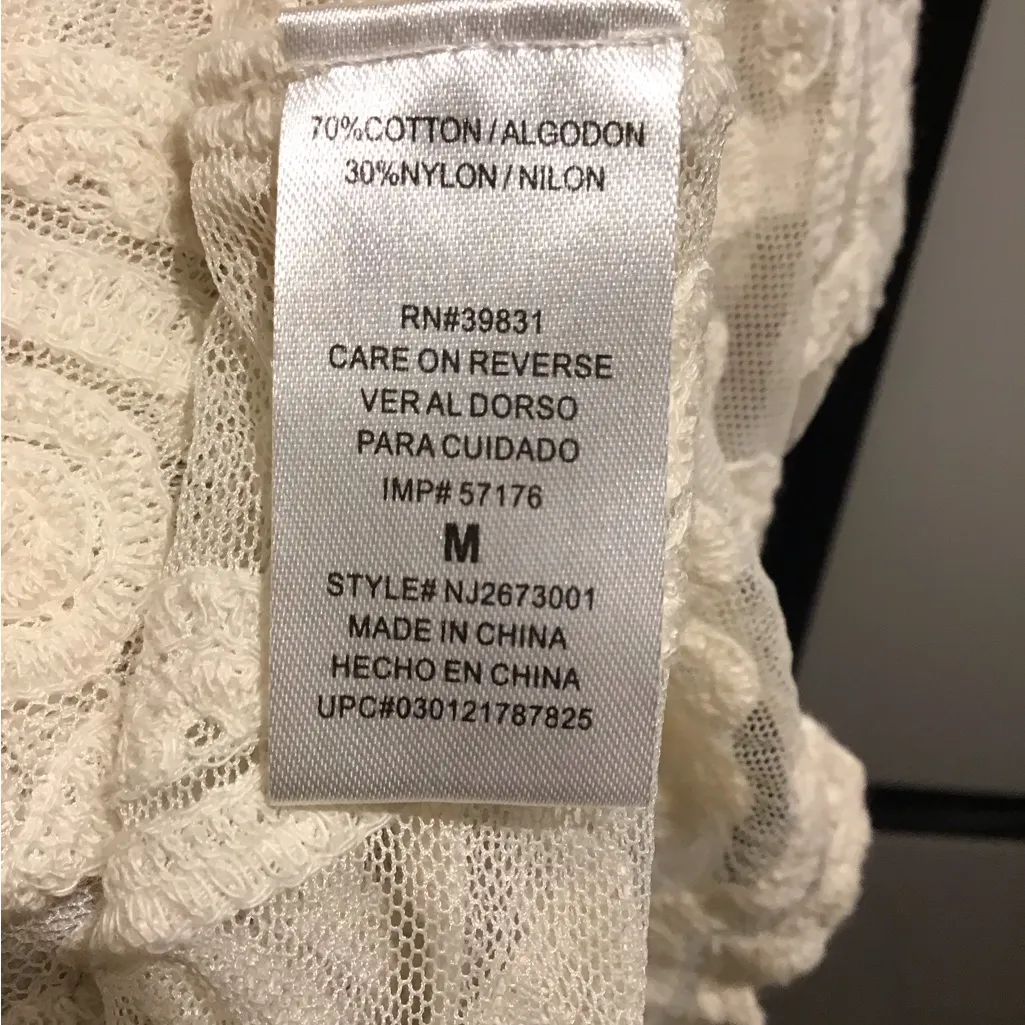 70%COTTON/ALGODON
30%NYLON/NILON
RN#39831
CARE ON REVERSE
VER AL DORSO
PARA CUIDADO
IMP# 57176
M
STYLE# NJ2673001
MADE IN CHINA
HECHO EN CHINA
UPC#030121787825